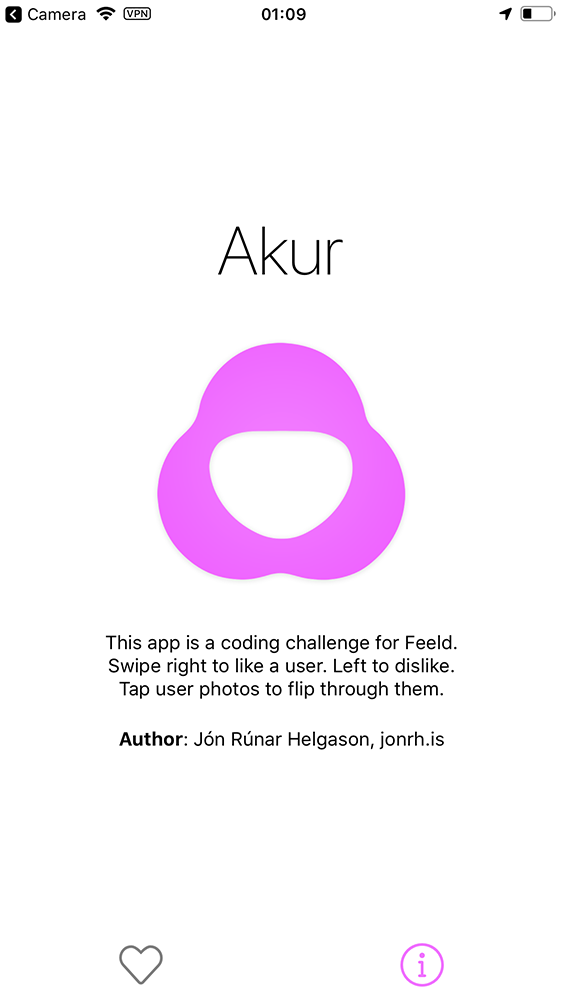 Camera VPN 01:09
Akur
This app is a coding challenge for Feeld.
Swipe right to like a user. Left to dislike.
Tap user photos to flip through them.
Author: Jón Rúnar Helgason, jonrh.is